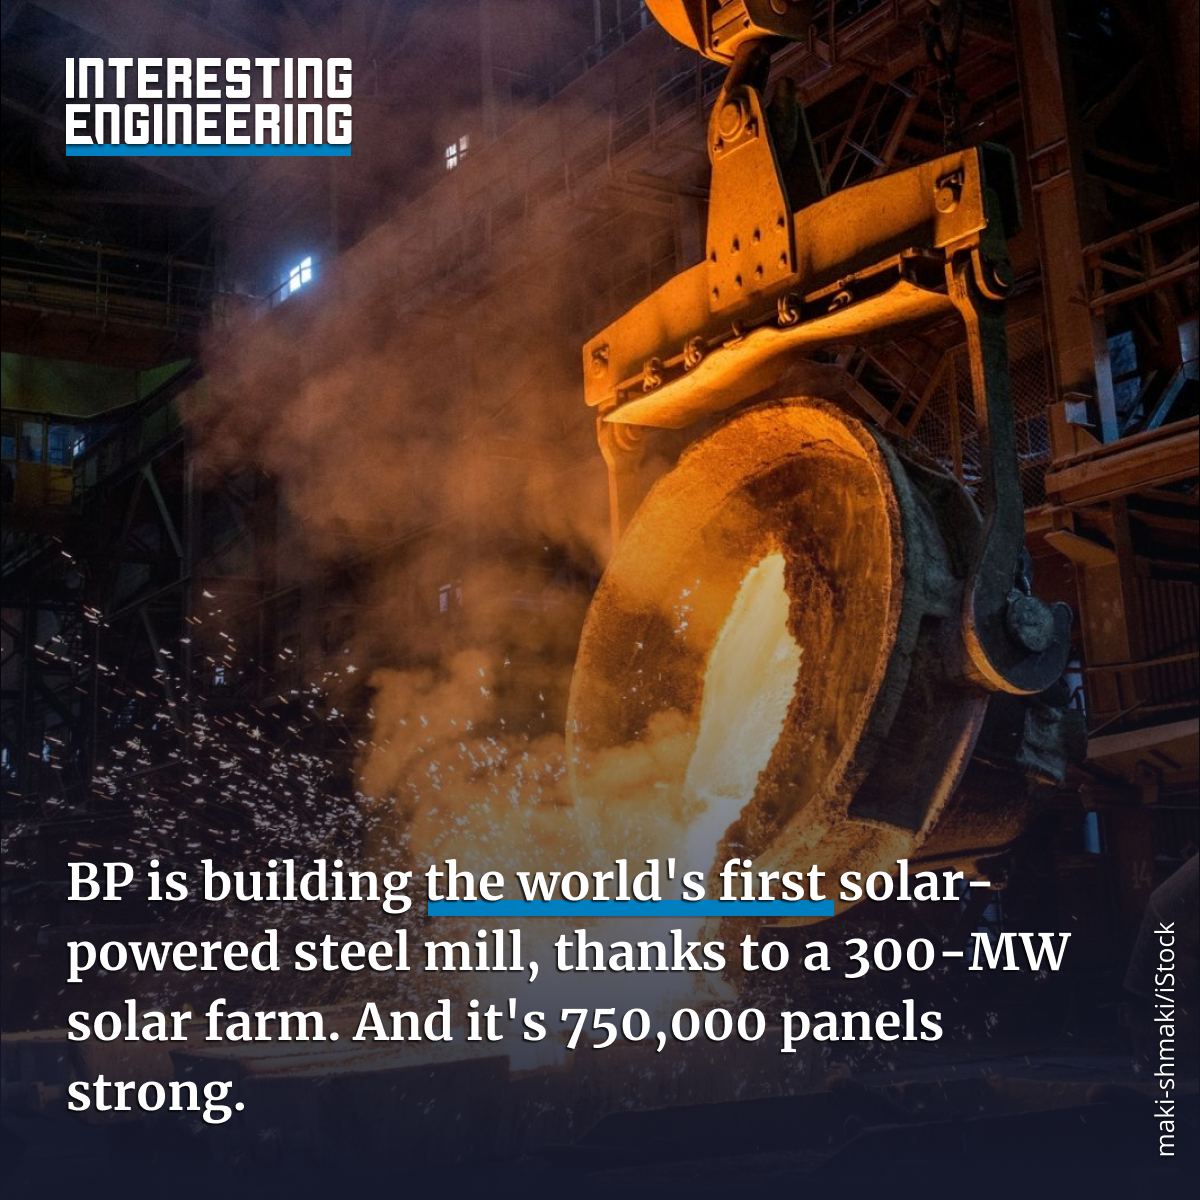 INTERESTING
ENGINEERING
BP is building the world's first solar-
powered steel mill, thanks to a 300-MW
solar farm. And it's 750,000 panels
strong.
maki-shmaki/iStock
14